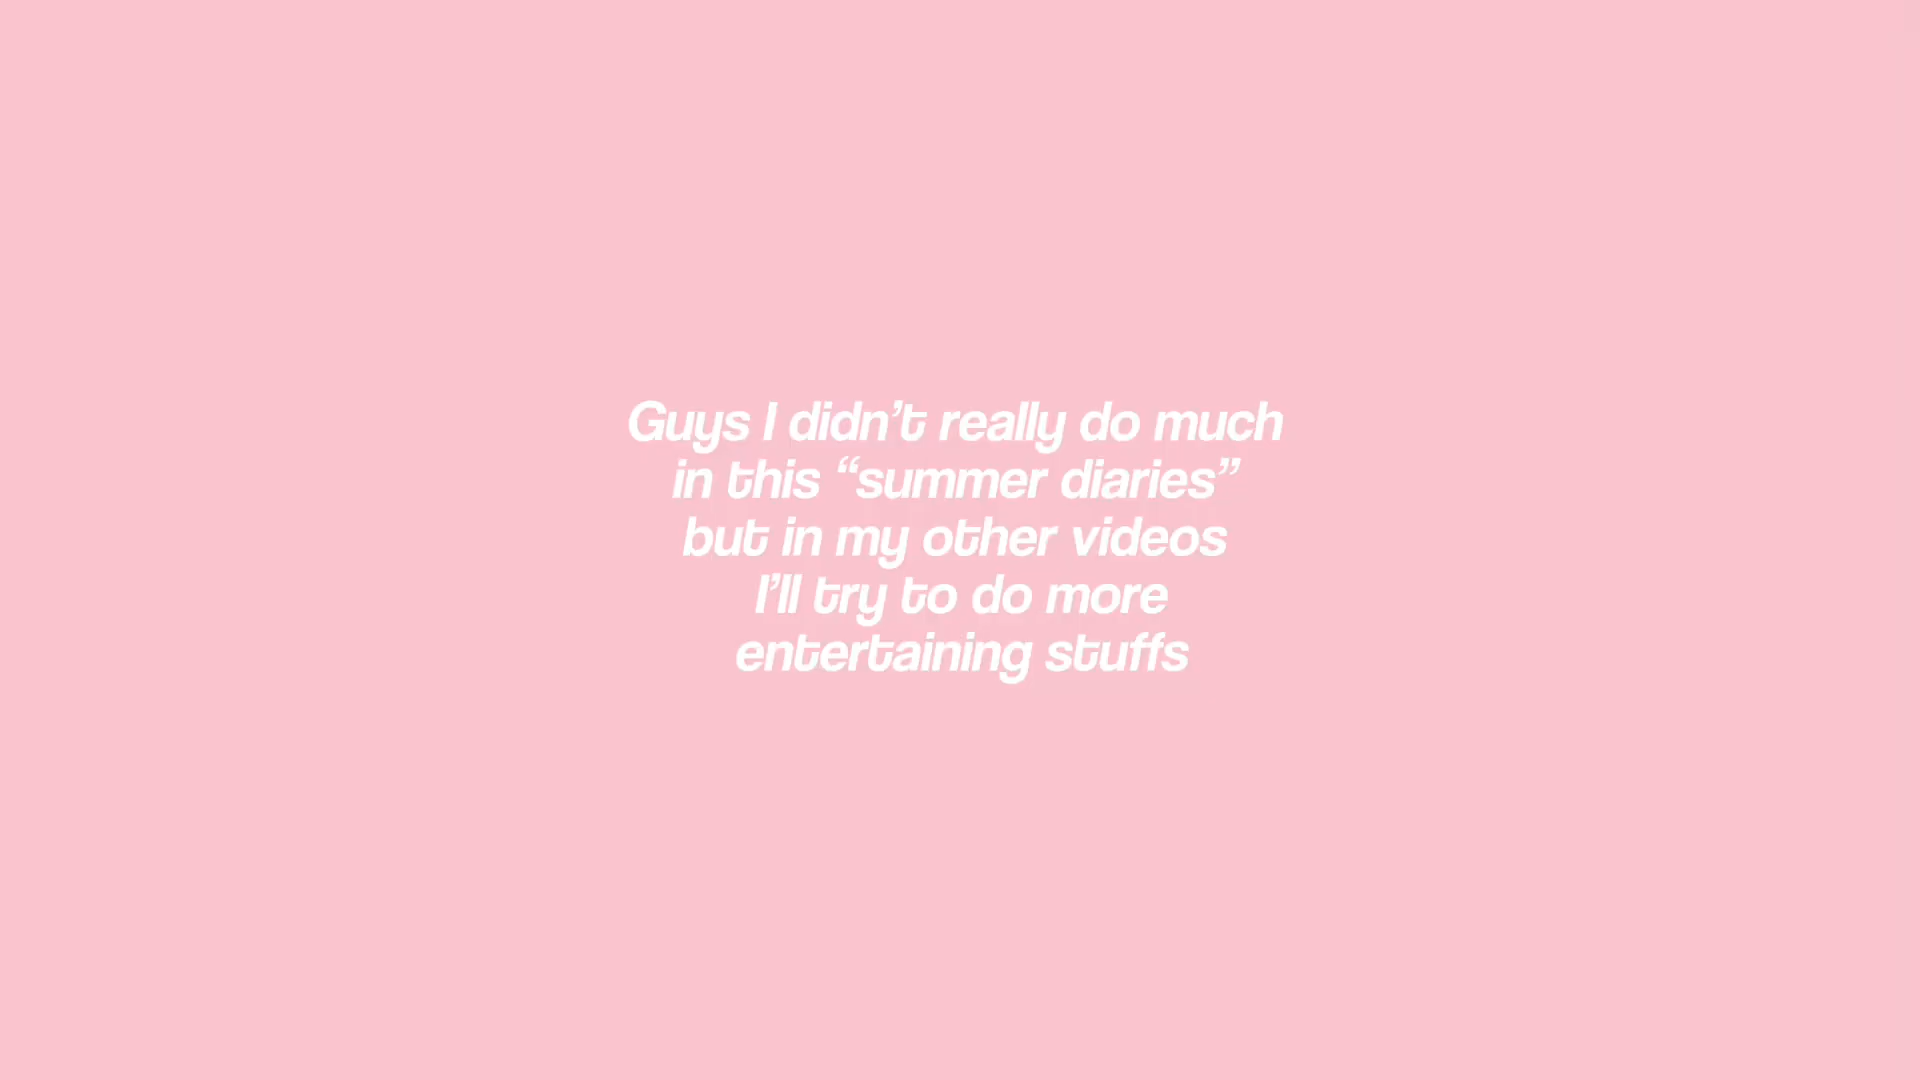 Guys I didn’t really do much
in this “summer diaries”
but in my other videos
I’ll try to do more
entertaining stuffs